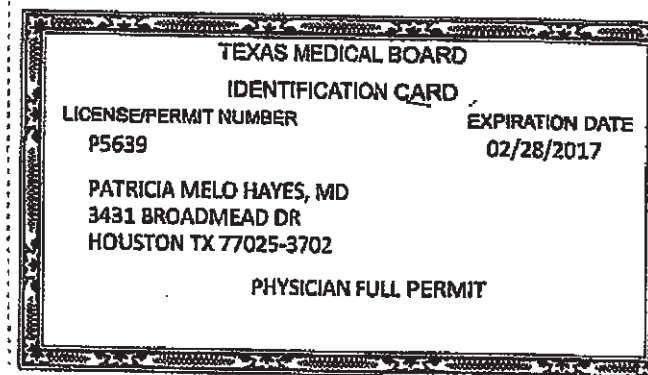 TEXAS MEDICAL BOARD
IDENTIFICATION CARD
LICENSE/PERMIT NUMBER
EXPIRATION DATE
P5639
02/28/2017
PATRICIA MELO HAYES, MD
3431 BROADMEAD DR
HOUSTON TX 77025-3702
PHYSICIAN FULL PERMIT